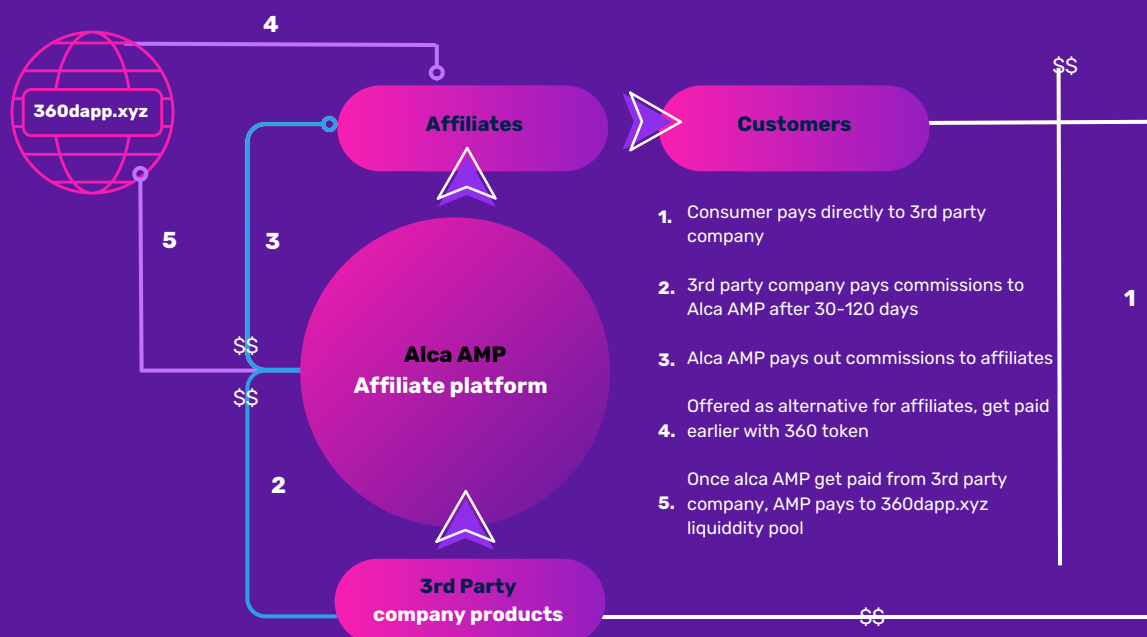 4
$$
360dapp.xyz
Affiliates
Customers
5
3
1.
Consumer pays directly to 3rd party
company
2.
3rd party company pays commissions to
Alca AMP after 30-120 days
1
$$
Alca AMP
Affiliate platform
3.
Alca AMP pays out commissions to affiliates
$$
Offered as alternative for affiliates, get paid
4.
earlier with 360 token
2
Once alca AMP get paid from 3rd party
5.
company, AMP pays to 360dapp.xyz
liquiddity pool
3rd Party
company products
$$